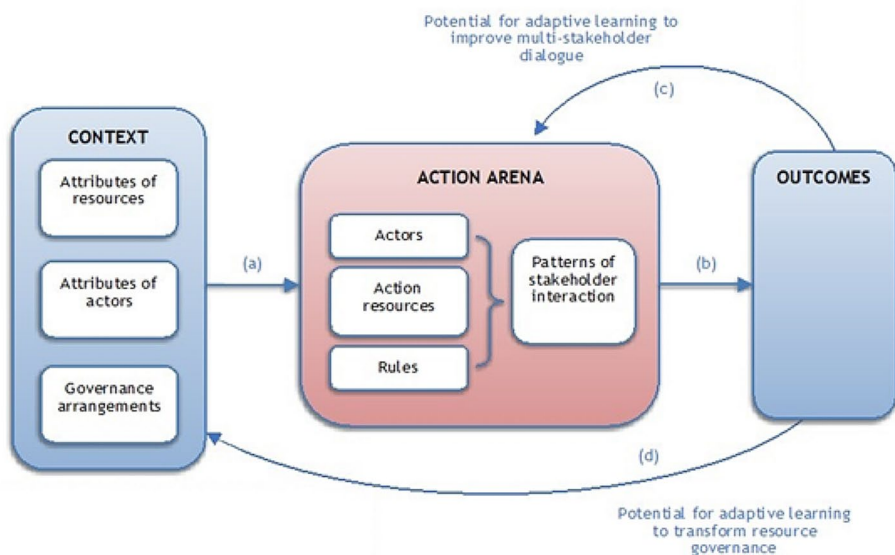 Potential for adaptive learning to
improve multi-stakeholder
dialogue
(c)
CONTEXT
Attributes of
resources
Attributes of
actors
Governance
arrangements
(a)
ACTION ARENA
Actors
Action
resources
Rules
Patterns of
stakeholder
interaction
(b)
OUTCOMES
(d)
Potential for adaptive learning
to transform resource
governance